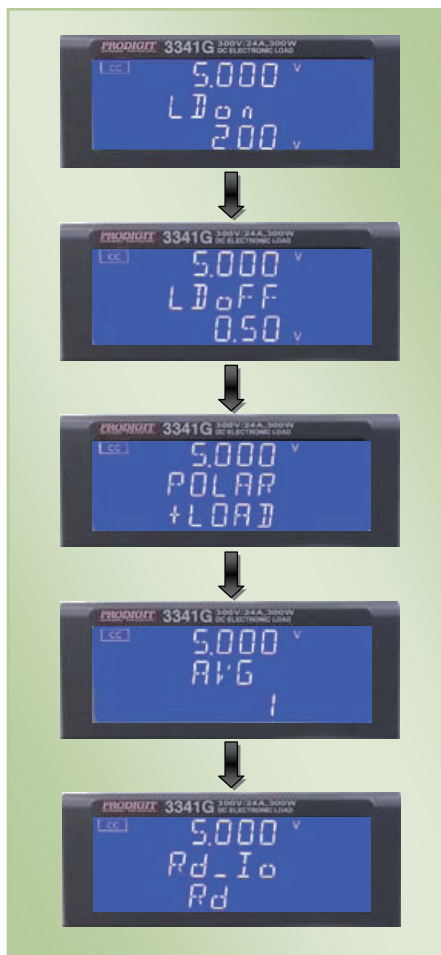 PRODIGIT 3341G 300V/24A,300W DC ELECTRONIC LOAD
CC 5.000 V
LDon
2.00 V
PRODIGIT 3341G 300V/24A,300W DC ELECTRONIC LOAD
CC 5.000 V
LDoFF
0.50 V
PRODIGIT 3341G 300V/24A,300W DC ELECTRONIC LOAD
CC 5.000 V
POLAR
+LOAD
PRODIGIT 3341G 300V/24A,300W DC ELECTRONIC LOAD
CC 5.000 V
AVG
1
PRODIGIT 3341G 300V/24A,300W DC ELECTRONIC LOAD
CC 5.000 V
Rd_Io
Rd